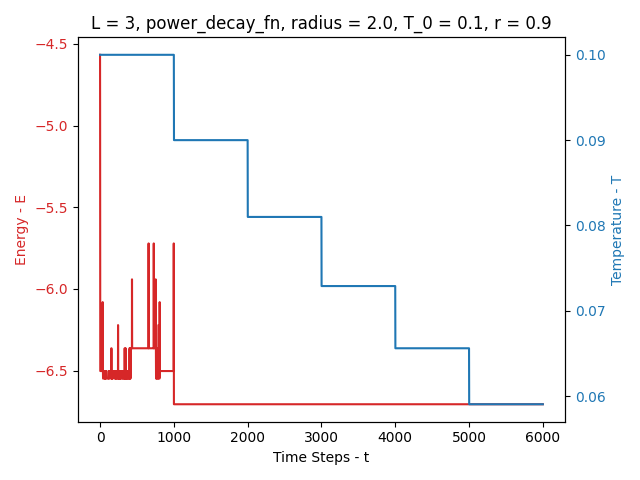 L = 3, power_decay_fn, radius = 2.0, T_0 = 0.1, r = 0.9
Energy - E
−4.5
−5.0
−5.5
−6.0
−6.5
0.10
0.09
0.08
0.07
0.06
Temperature - T
0 1000 2000 3000 4000 5000 6000
Time Steps - t